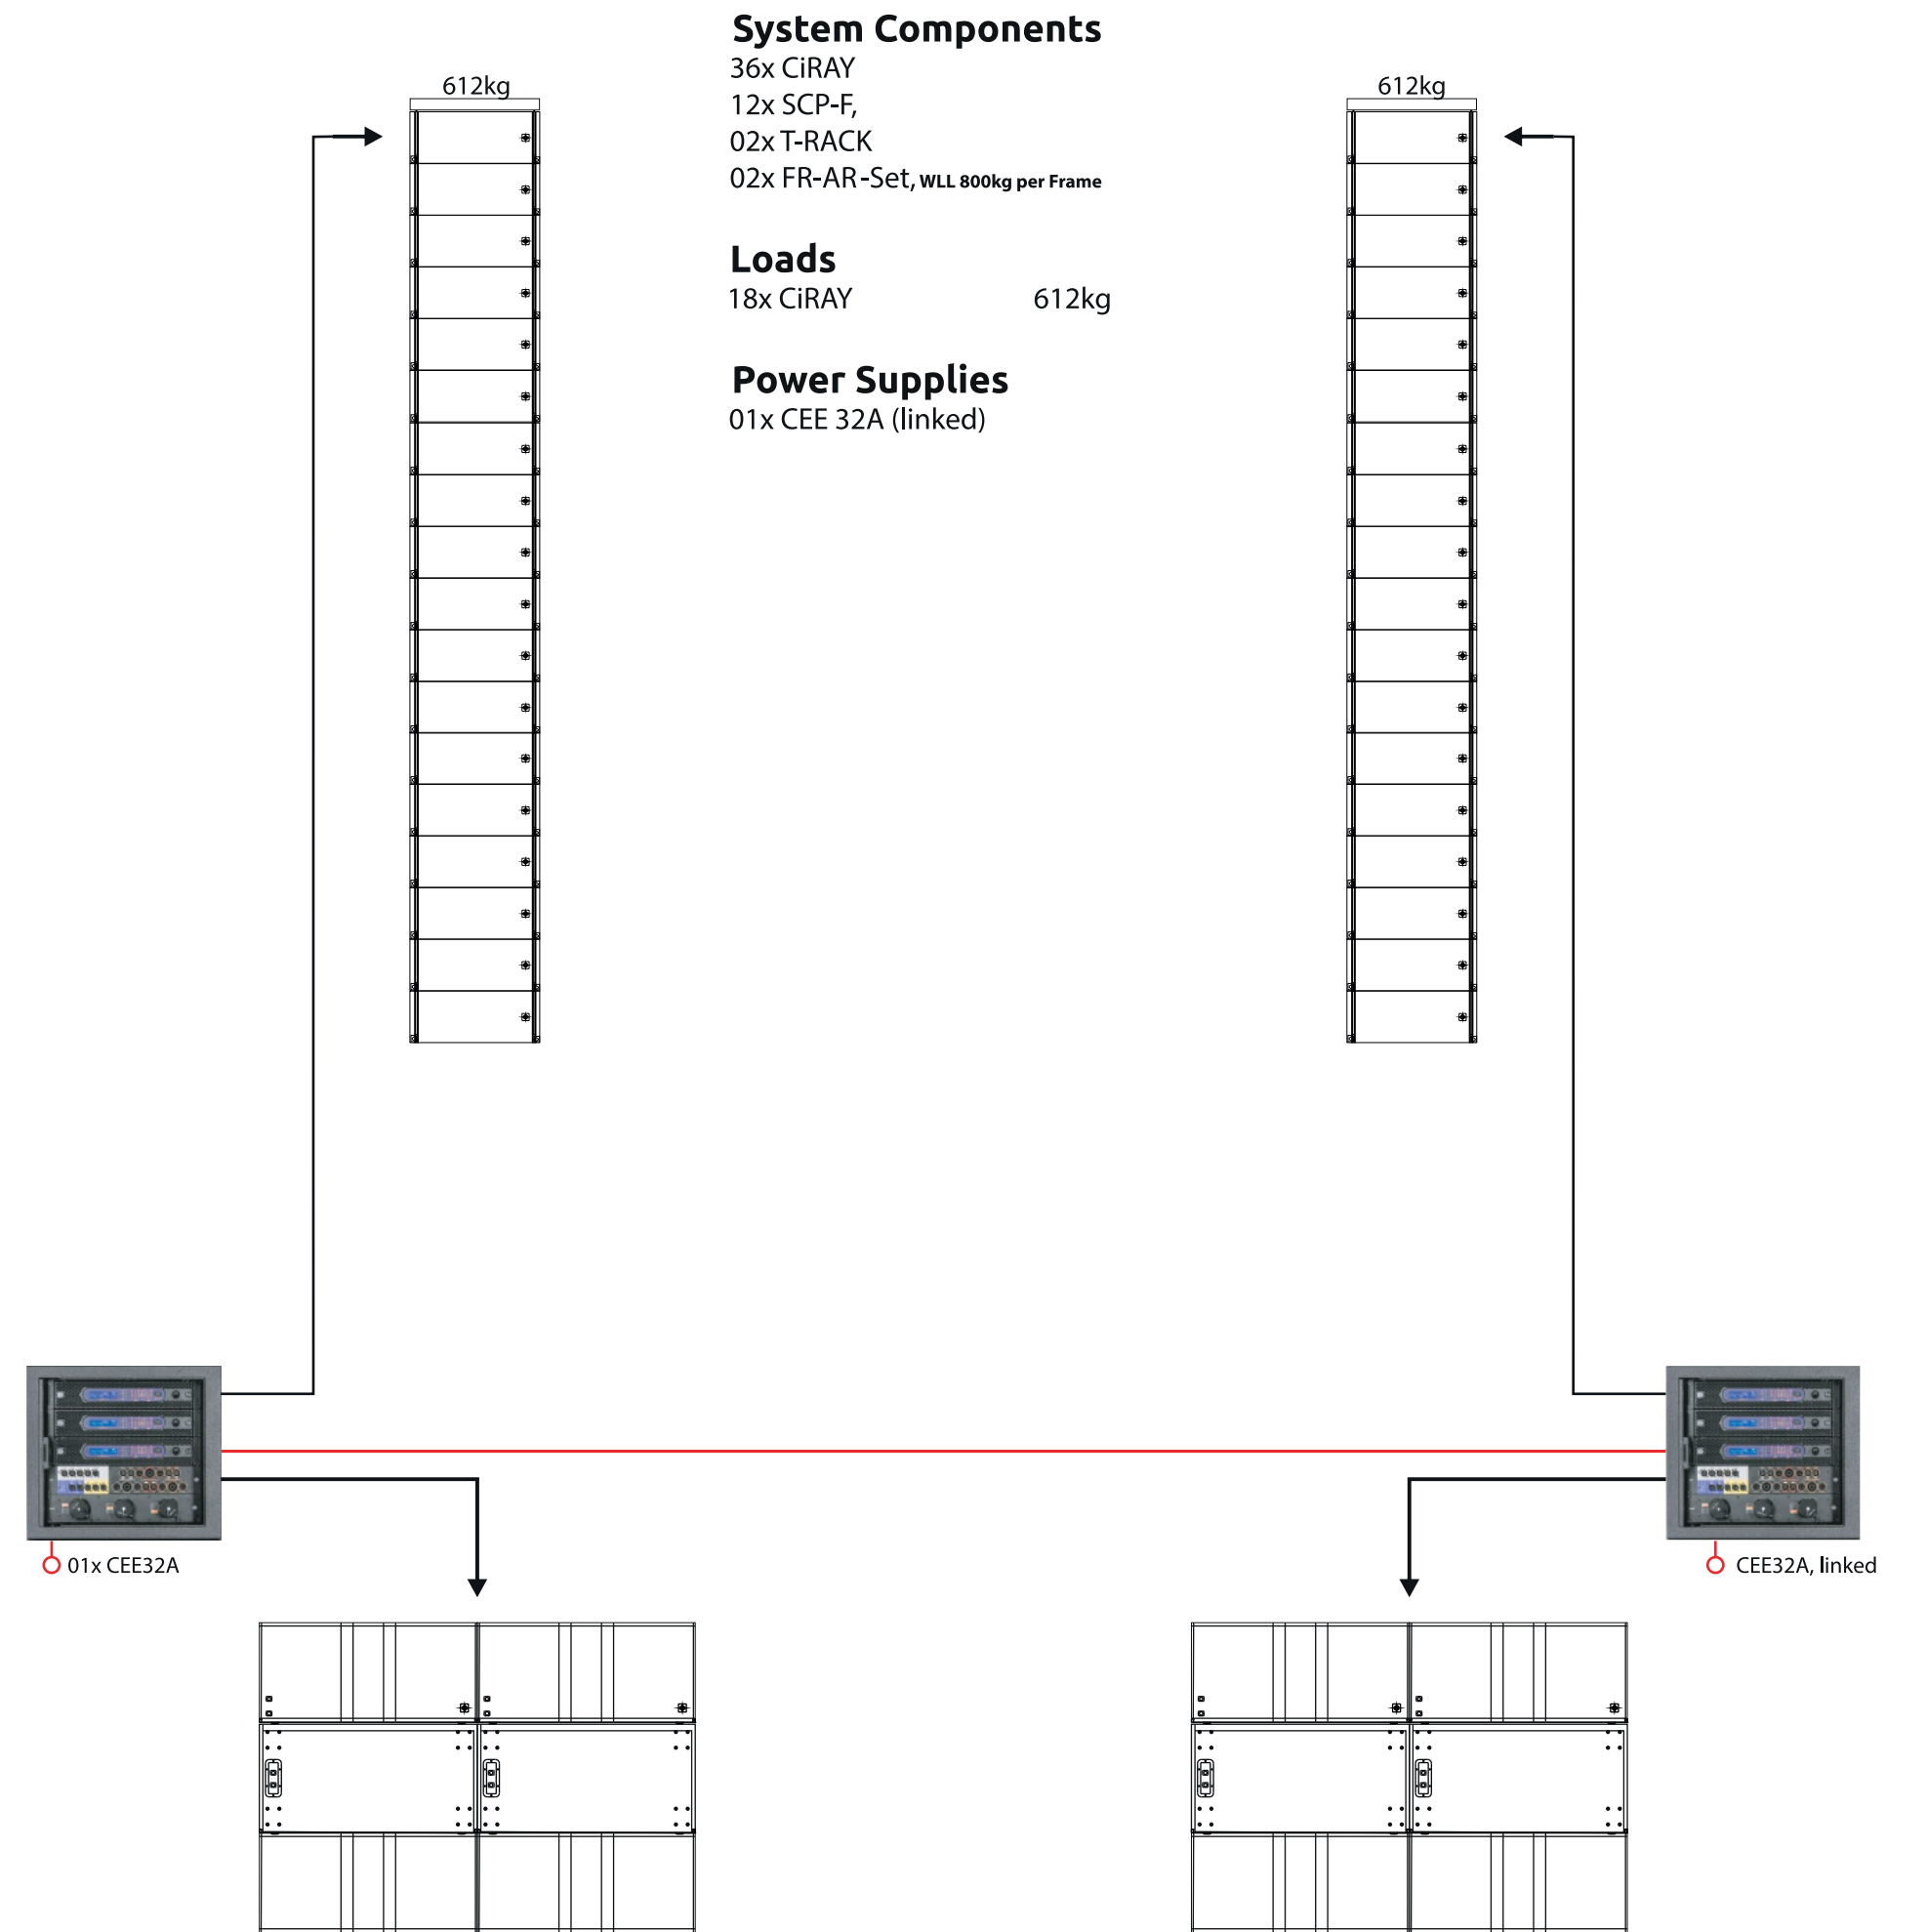 System Components
36x CiRAY
12x SCP-F,
02x T-RACK
02x FR-AR-Set, WLL 800kg per Frame
612kg
612kg
Loads
18x CiRAY 612kg
Power Supplies
01x CEE 32A (linked)
01x CEE32A
CEE32A, linked